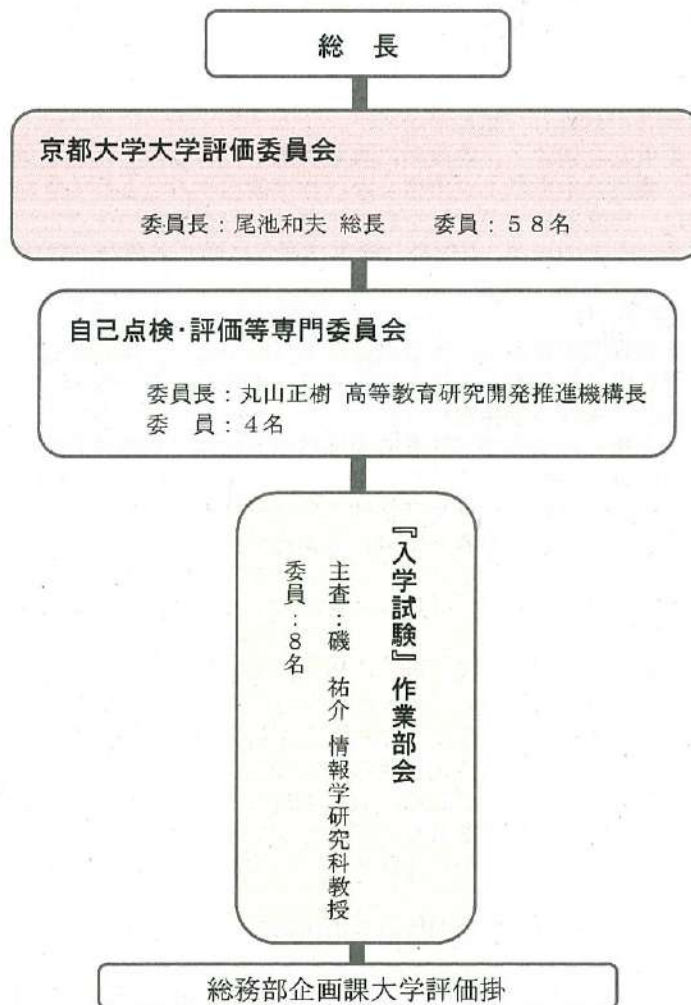 総　長
京都大学大学評価委員会
委員長：尾池和夫 総長　　委員：５８名
自己点検・評価等専門委員会
委員長：丸山正樹 高等教育研究開発推進機構長
委　員：４名
『入学試験』作業部会
主査：磯　祐介 情報学研究科教授
委員：８名
総務部企画課大学評価掛